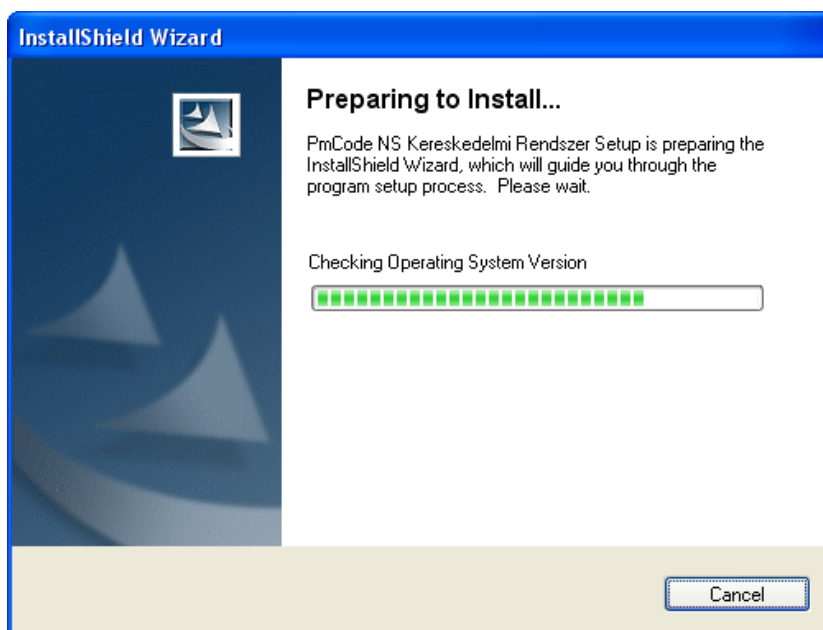 InstallShield Wizard
Preparing to Install...
PmCode NS Kereskedelmi Rendszer Setup is preparing the
InstallShield Wizard, which will guide you through the
program setup process.  Please wait.
Checking Operating System Version
Cancel